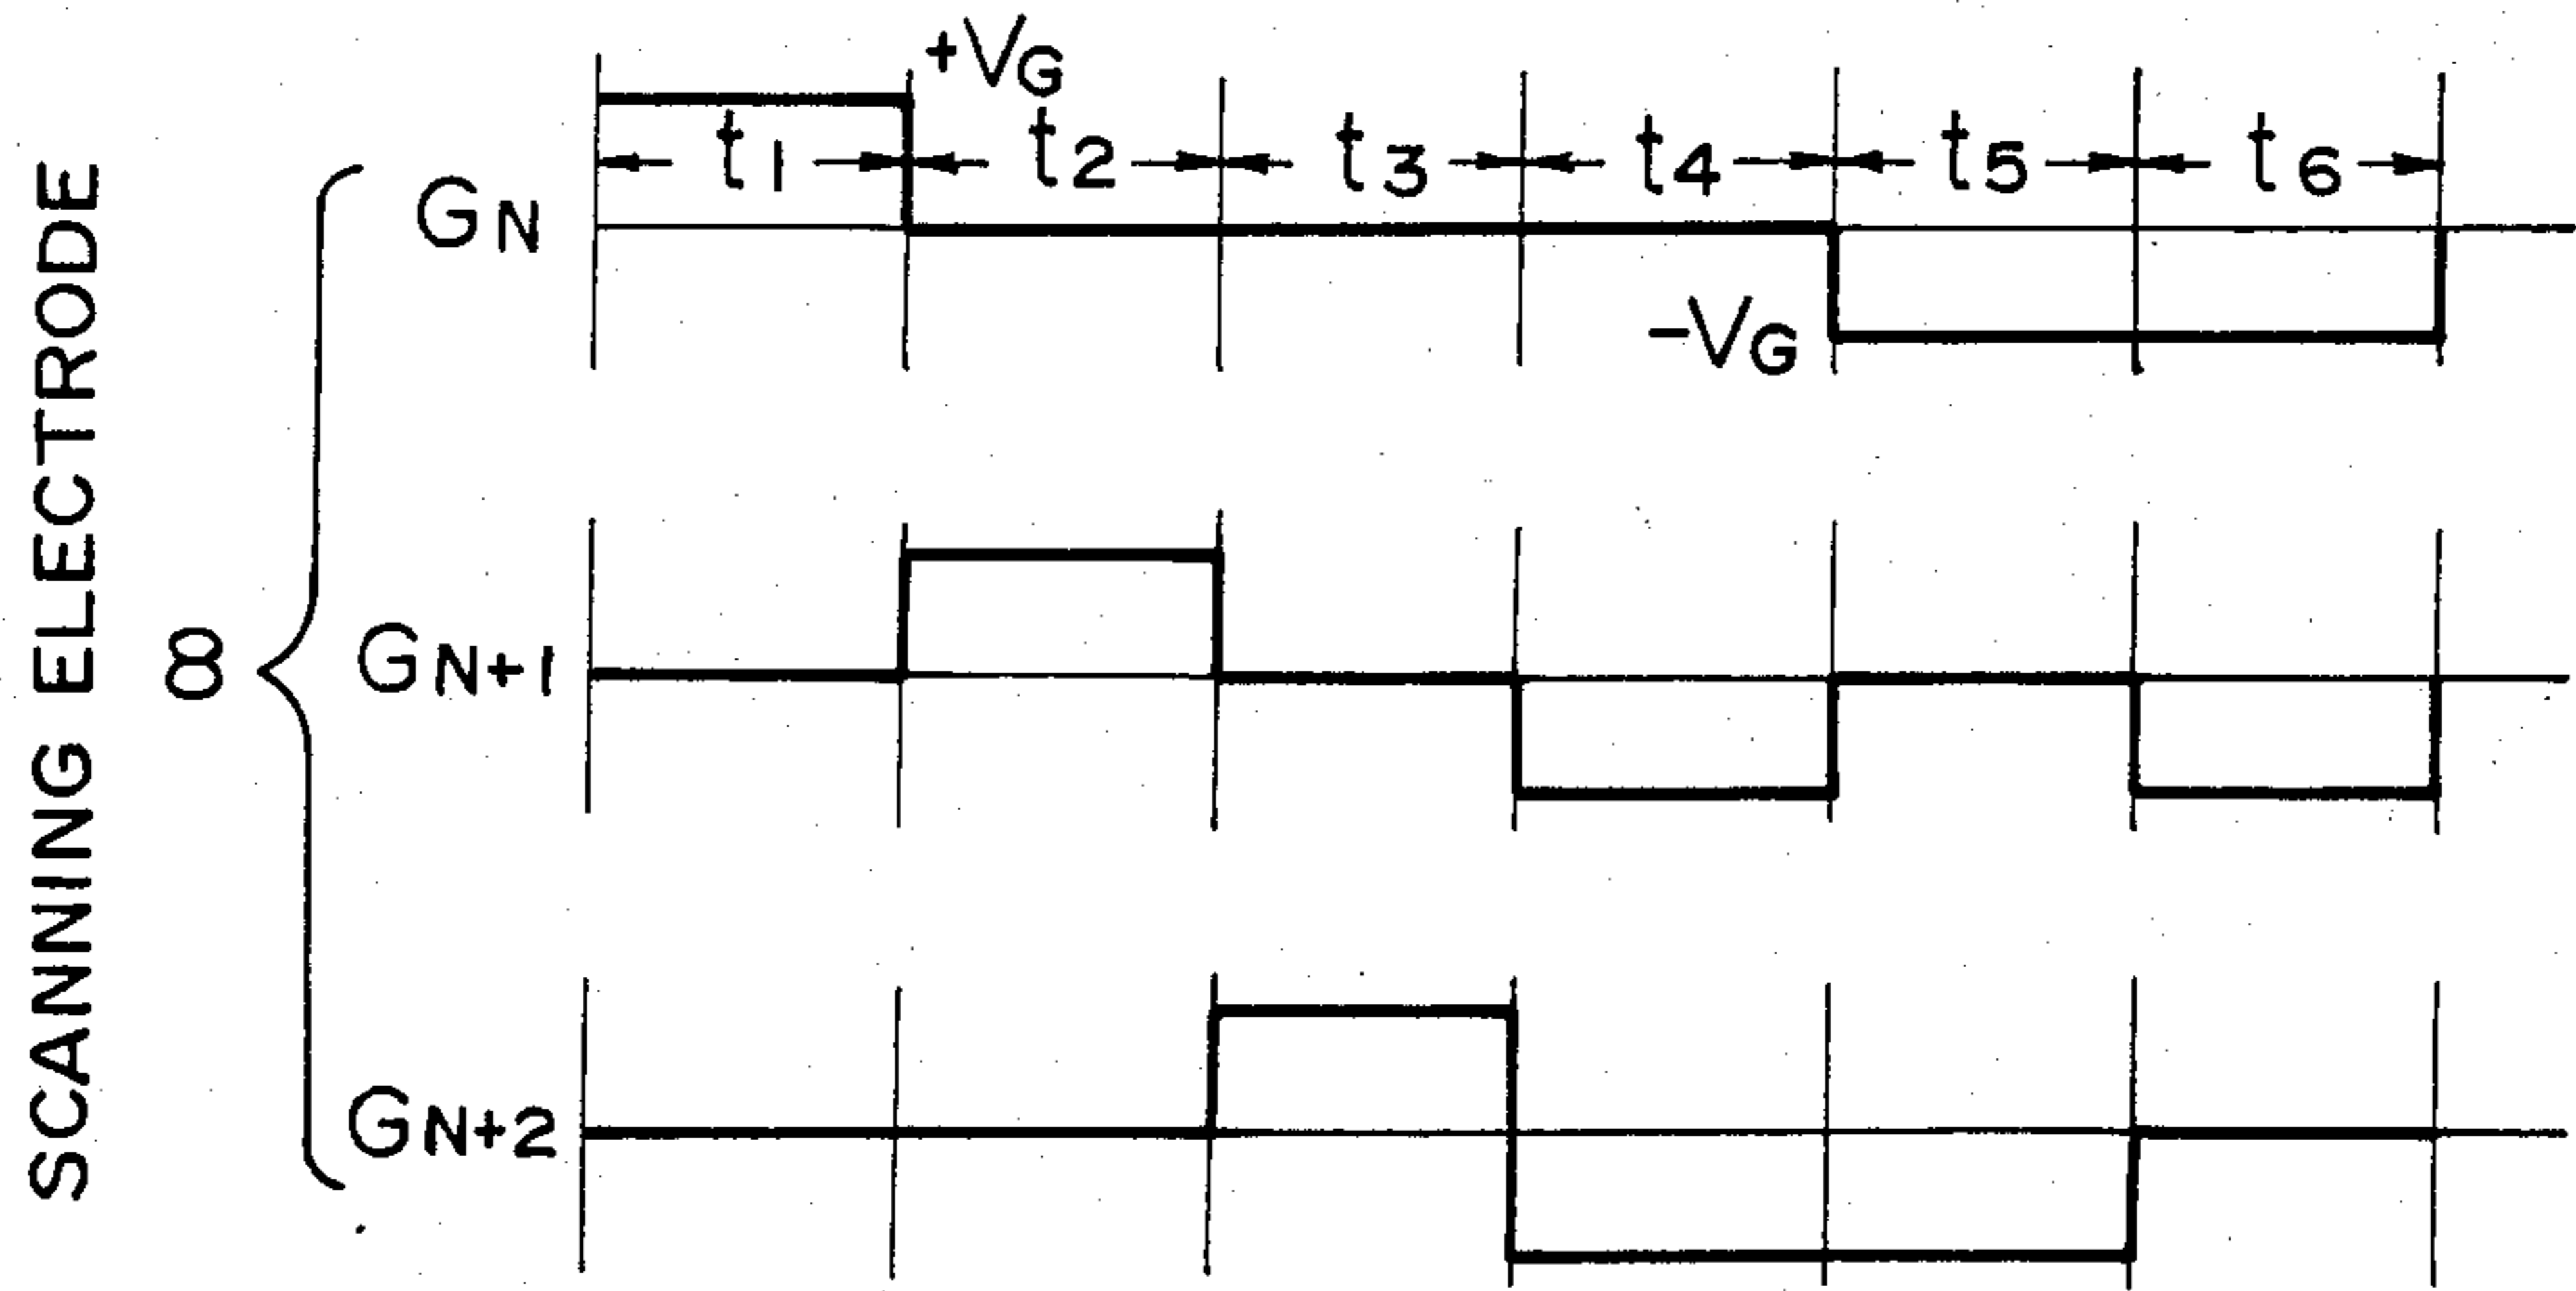 SCANNING ELECTRODE
8
+VG
t1 t2 t3 t4 t5 t6
GN
-VG
GN+1
GN+2